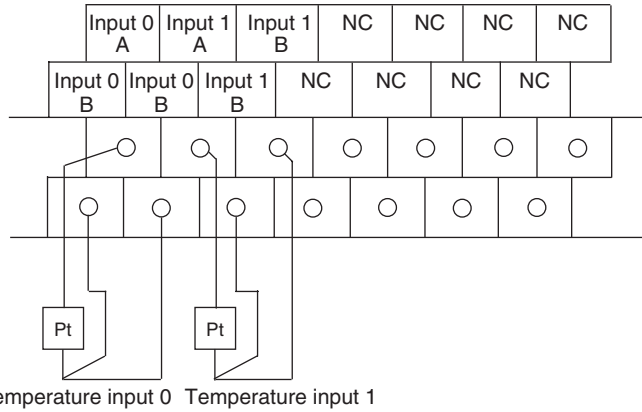 Input 0 Input 1 Input 1 NC NC NC NC
A A B
Input 0 Input 0 Input 1 NC NC NC NC
B B B
Pt Pt
emperature input 0 Temperature input 1